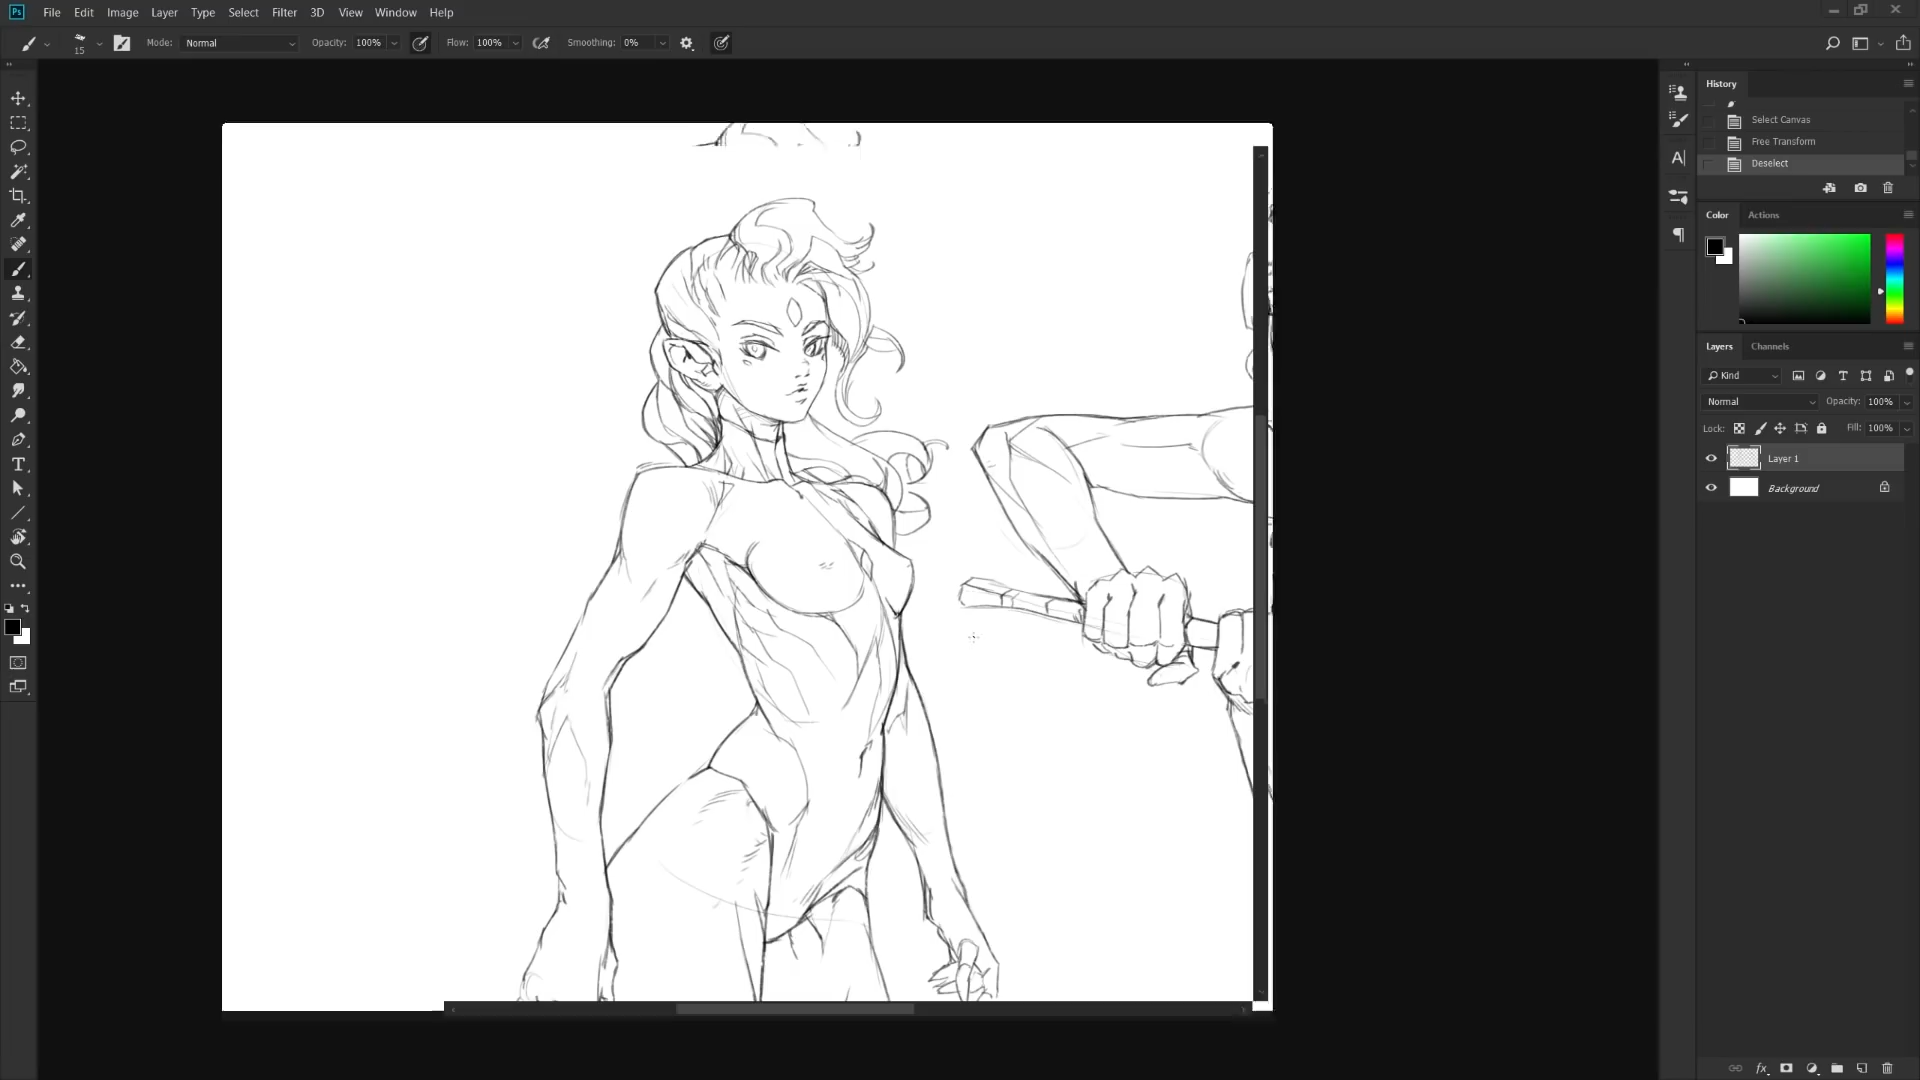 Ps File Edit Image Layer Type Select Filter 3D View Window Help
15 Mode: Normal Opacity: 100% Flow: 100% Smoothing: 0%
History
Select Canvas
Free Transform
Deselect
Color Actions
Layers Channels
Kind
Normal Opacity: 100%
Lock: Fill: 100%
Layer 1
Background